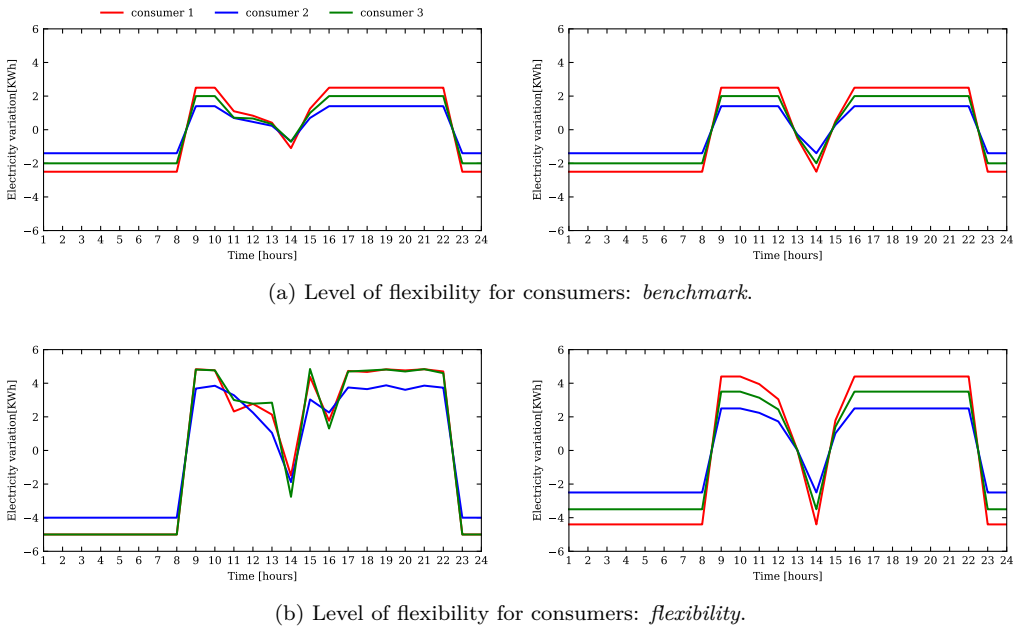 consumer 1 consumer 2 consumer 3
6
4
2
0
−2
−4
−6
Electricity variation[KWh]
1 2 3 4 5 6 7 8 9 10 11 12 13 14 15 16 17 18 19 20 21 22 23 24
Time [hours]
6
4
2
0
−2
−4
−6
Electricity variation[KWh]
1 2 3 4 5 6 7 8 9 10 11 12 13 14 15 16 17 18 19 20 21 22 23 24
Time [hours]
(a) Level of flexibility for consumers: benchmark.
6
4
2
0
−2
−4
−6
Electricity variation[KWh]
1 2 3 4 5 6 7 8 9 10 11 12 13 14 15 16 17 18 19 20 21 22 23 24
Time [hours]
6
4
2
0
−2
−4
−6
Electricity variation[KWh]
1 2 3 4 5 6 7 8 9 10 11 12 13 14 15 16 17 18 19 20 21 22 23 24
Time [hours]
(b) Level of flexibility for consumers: flexibility.